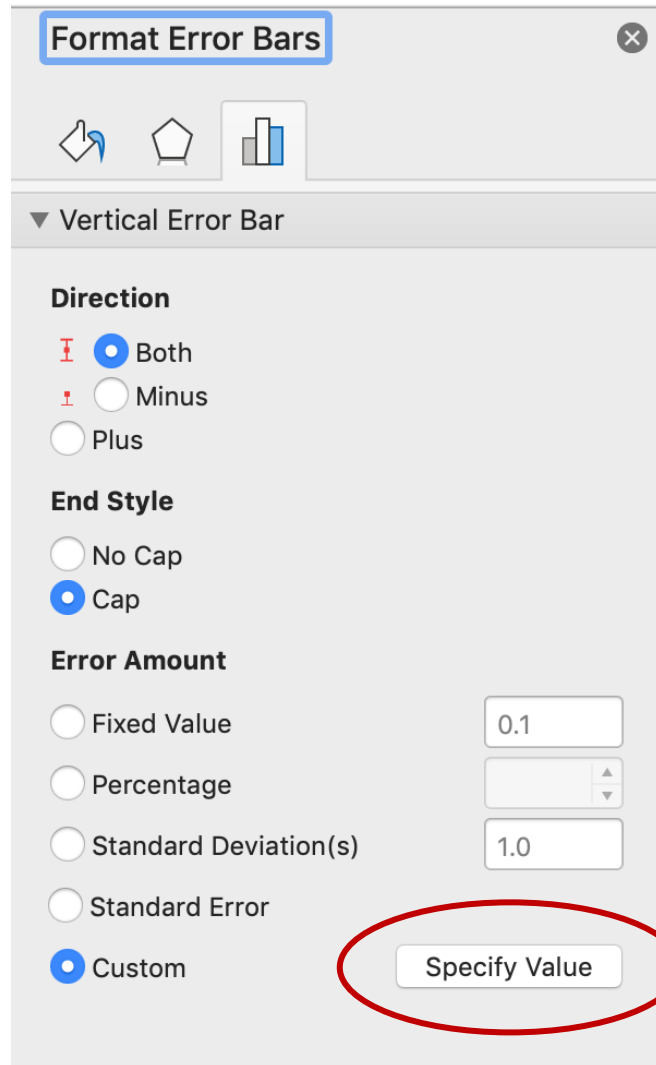 Format Error Bars
Vertical Error Bar
Direction
Both
Minus
Plus
End Style
No Cap
Cap
Error Amount
Fixed Value 0.1
Percentage
Standard Deviation(s) 1.0
Standard Error
Custom Specify Value